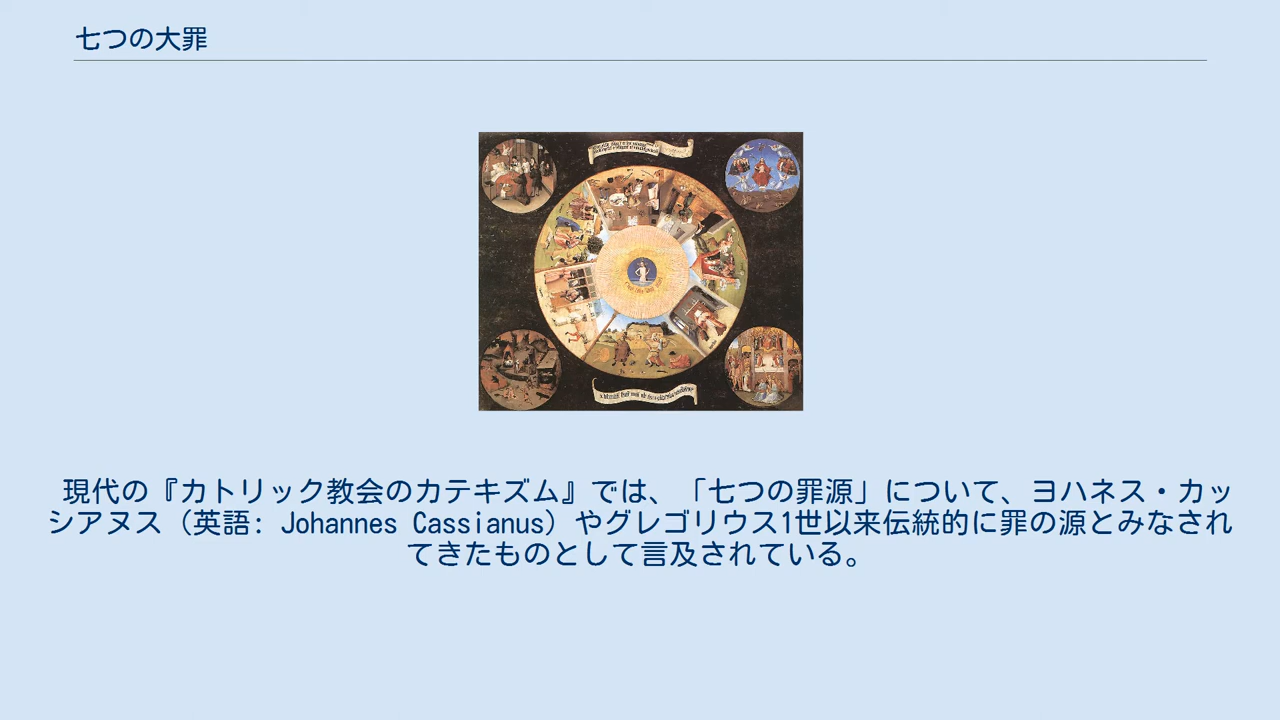 七つの大罪
現代の『カトリック教会のカテキズム』では、「七つの罪源」について、ヨハネス・カッ
シアヌス（英語: Johannes Cassianus）やグレゴリウス1世以来伝統的に罪の源とみなされ
てきたものとして言及されている。